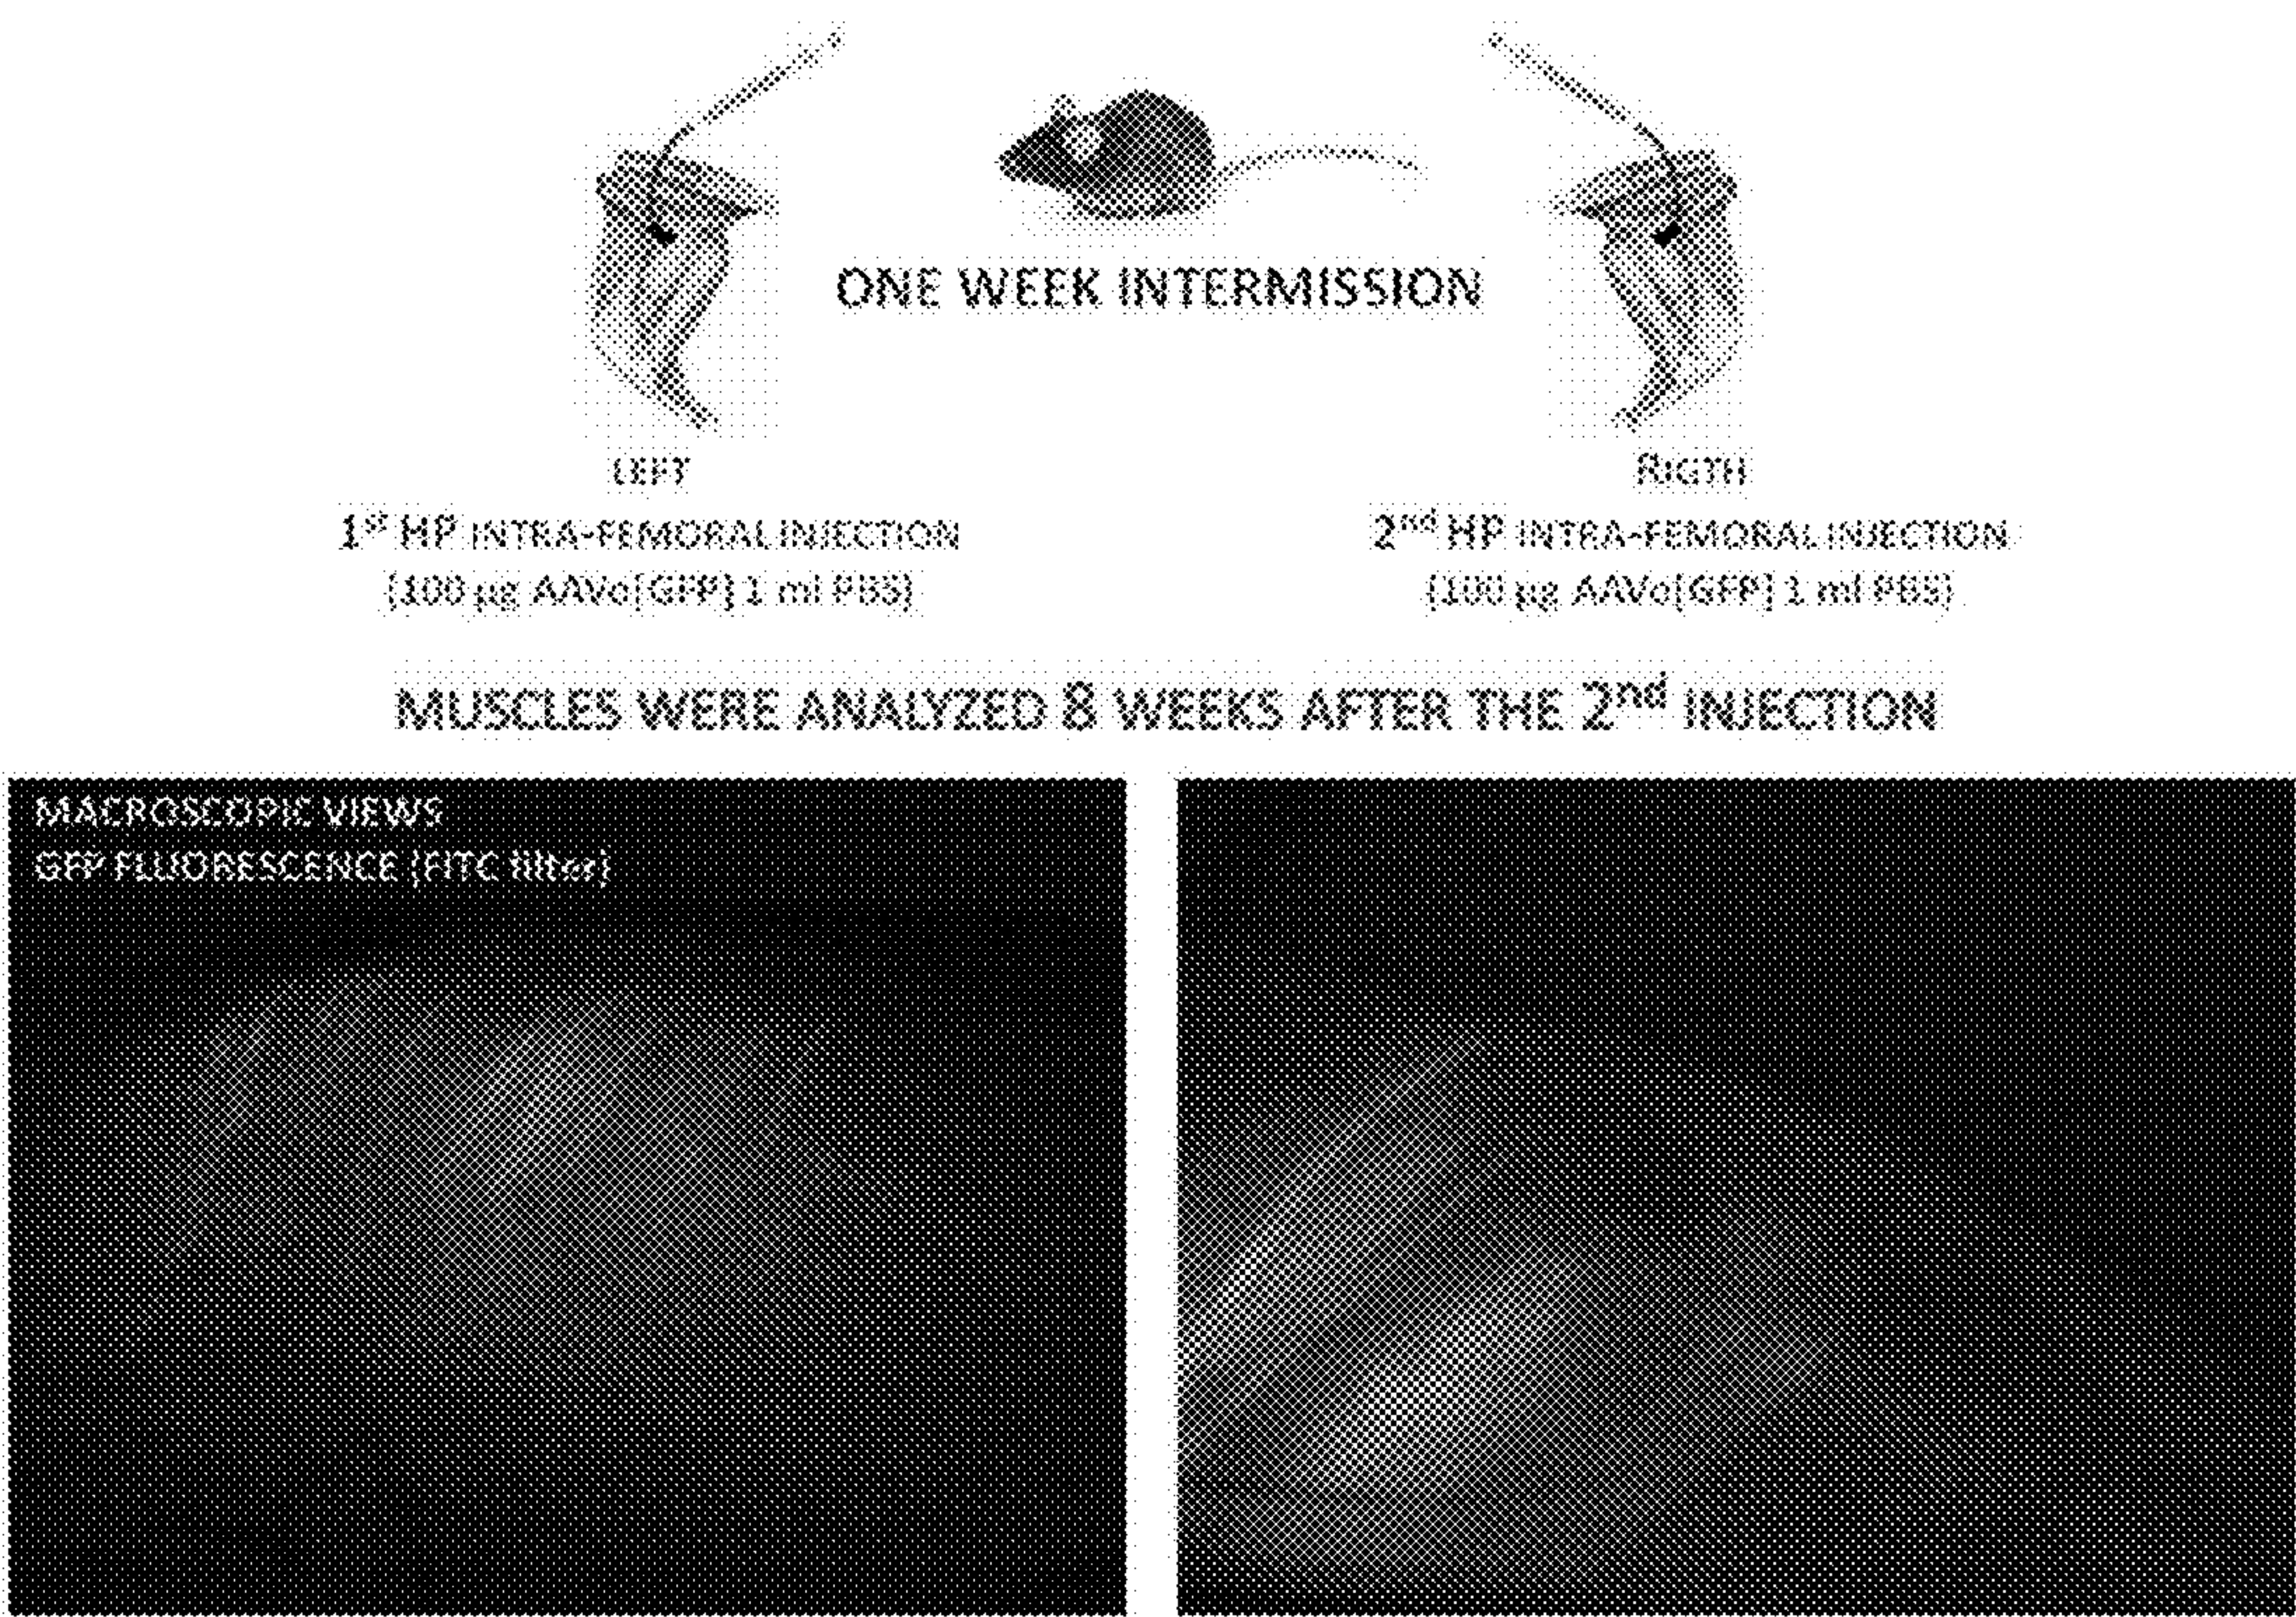 ONE WEEK INTERMISSION
LEFT
RIGTH
1st HP INTRA-FEMORAL INJECTION
2nd HP INTRA-FEMORAL INJECTION
(100 µg AAVo[GFP] 1 ml PBS)
(100 µg AAVo[GFP] 1 ml PBS)
MUSCLES WERE ANALYZED 8 WEEKS AFTER THE 2nd INJECTION
MACROSCOPIC VIEWS
GFP FLUORESCENCE (FITC filter)